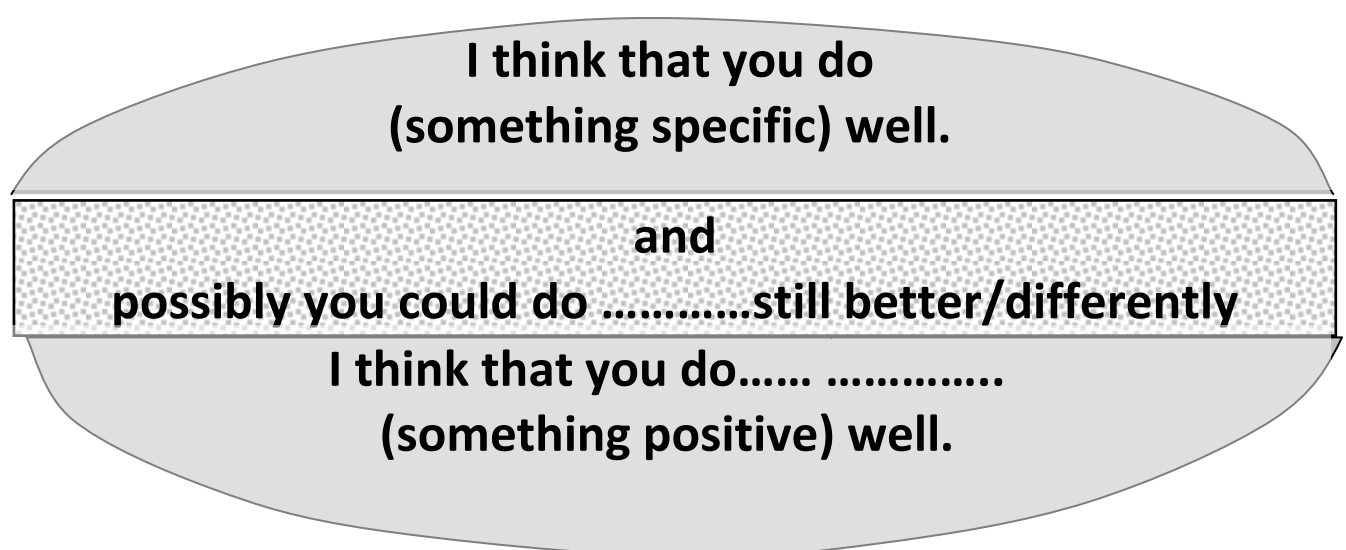 I think that you do
(something specific) well.
and
possibly you could do …………still better/differently
I think that you do…… …………..
(something positive) well.